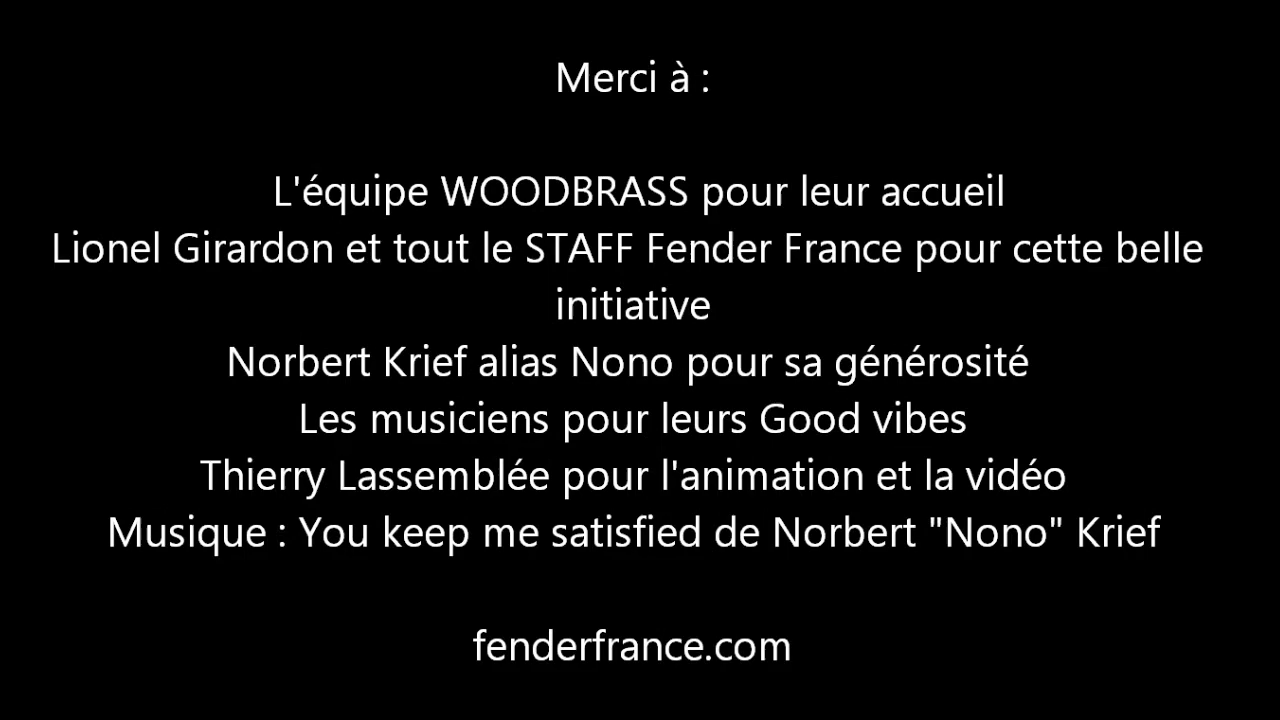 Merci à :
L'équipe WOODBRASS pour leur accueil
Lionel Girardon et tout le STAFF Fender France pour cette belle
initiative
Norbert Krief alias Nono pour sa générosité
Les musiciens pour leurs Good vibes
Thierry Lassemblée pour l'animation et la vidéo
Musique : You keep me satisfied de Norbert "Nono" Krief
fenderfrance.com